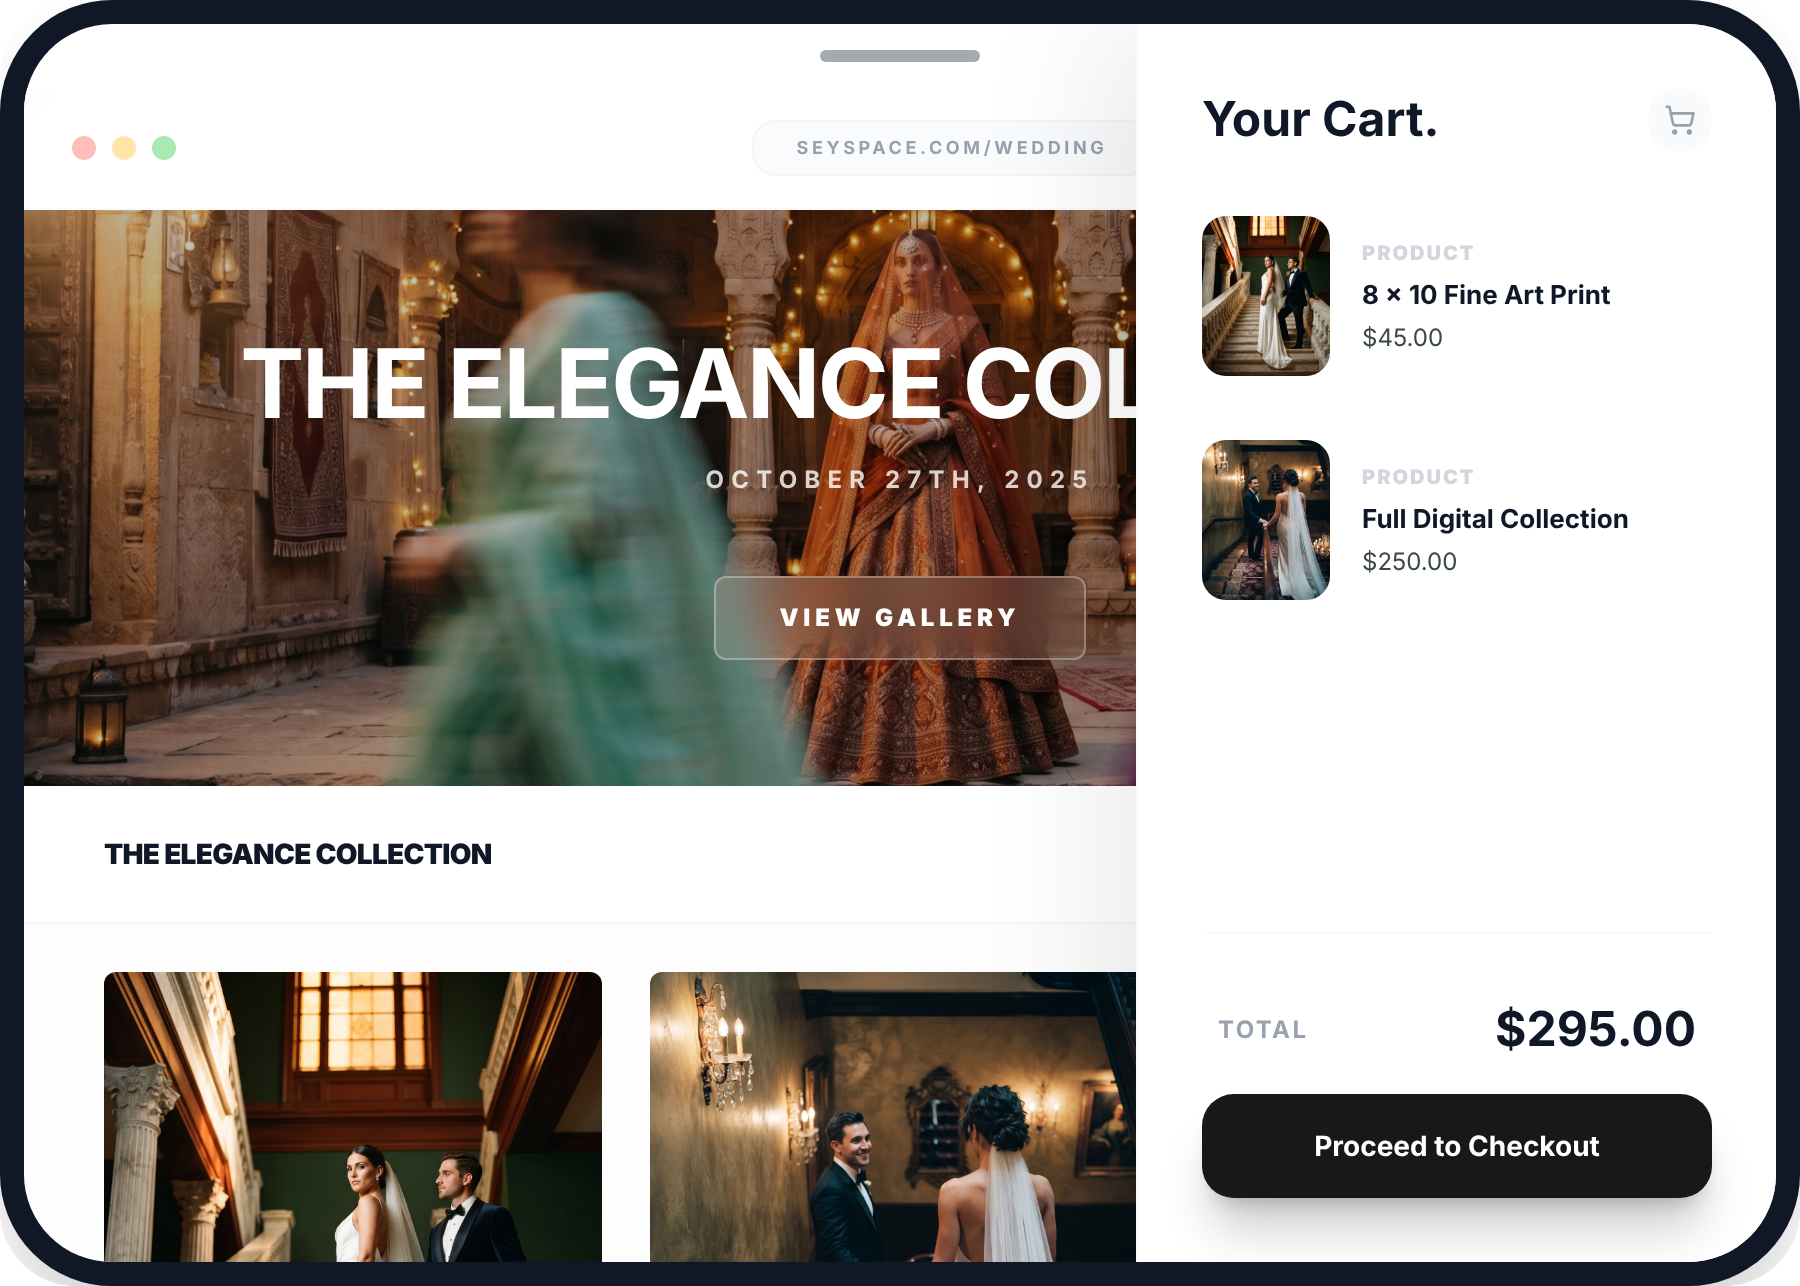 SEYSPACE.COM/WEDDING
THE ELEGANCE COL
OCTOBER 27TH, 2025
VIEW GALLERY
THE ELEGANCE COLLECTION
Your Cart.
PRODUCT
8 × 10 Fine Art Print
$45.00
PRODUCT
Full Digital Collection
$250.00
TOTAL
$295.00
Proceed to Checkout